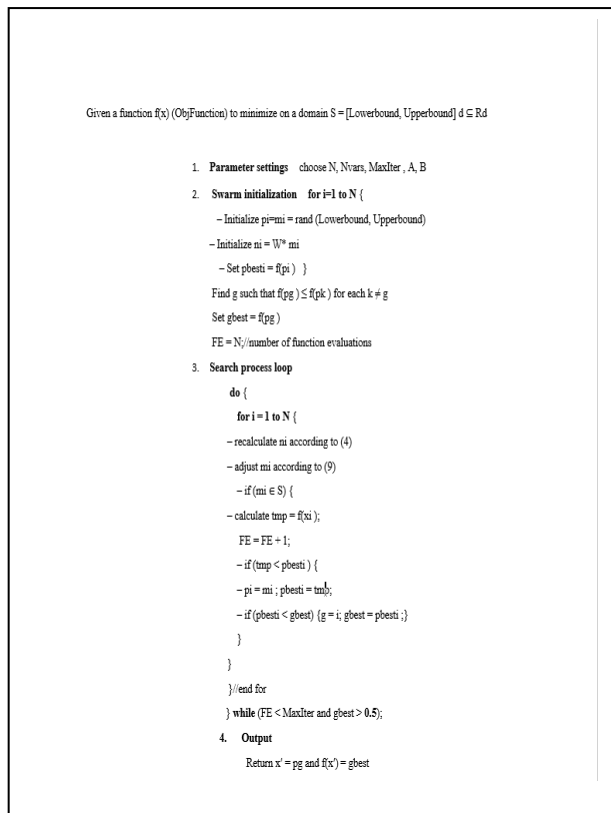 Given a function f(x) (ObjFunction) to minimize on a domain S = [Lowerbound, Upperbound] d ⊆ Rd
1. Parameter settings choose N, Nvars, MaxIter , A, B
2. Swarm initialization for i=1 to N {
– Initialize pi=mi = rand (Lowerbound, Upperbound)
– Initialize ni = W* mi
– Set pbesti = f(pi ) }
Find g such that f(pg ) ≤ f(pk ) for each k ≠ g
Set gbest = f(pg )
FE = N;//number of function evaluations
3. Search process loop
do {
for i = 1 to N {
– recalculate ni according to (4)
– adjust mi according to (9)
– if (mi ∈ S) {
– calculate tmp = f(xi );
FE = FE + 1;
– if (tmp < pbesti ) {
– pi = mi ; pbesti = tmp;
– if (pbesti < gbest) {g = i; gbest = pbesti ;}
}
}
}//end for
} while (FE < MaxIter and gbest > 0.5);
4. Output
Return x' = pg and f(x') = gbest